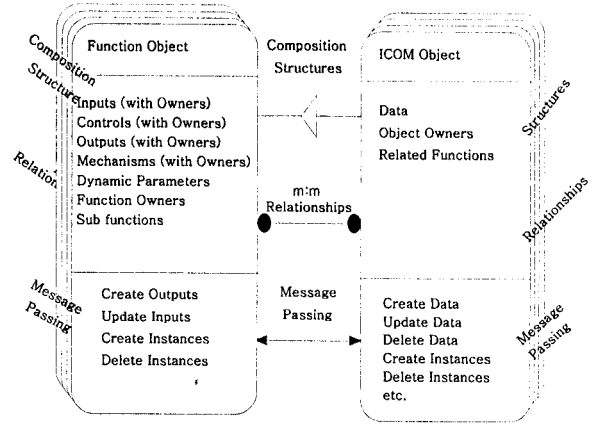 Function Object
Inputs (with Owners)
Controls (with Owners)
Outputs (with Owners)
Mechanisms (with Owners)
Dynamic Parameters
Function Owners
Sub functions
Create Outputs
Update Inputs
Create Instances
Delete Instances
Composition
Structure
Relation
Message
Passing
Composition
Structures
m:m
Relationships
Message
Passing
ICOM Object
Data
Object Owners
Related Functions
Create Data
Update Data
Delete Data
Create Instances
Delete Instances
etc.
Structures
Relationships
Message
Passing